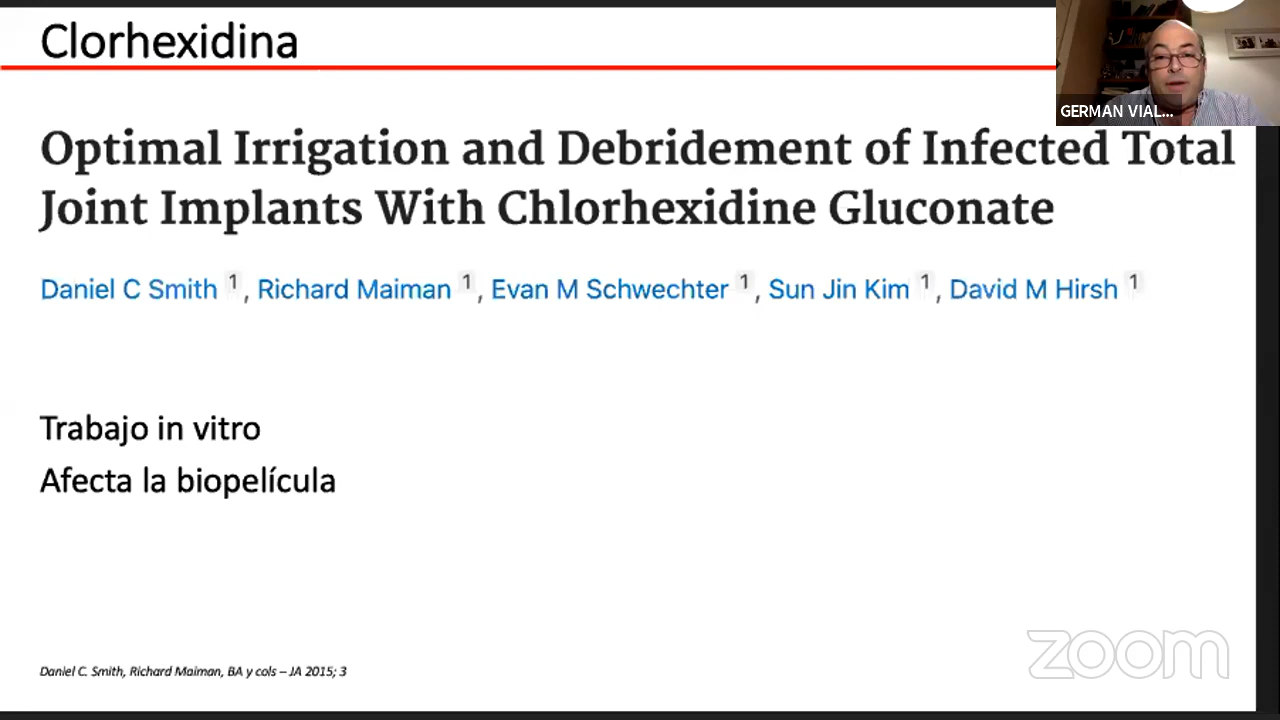 Clorhexidina
GERMAN VIAL...
Optimal Irrigation and Debridement of Infected Total
Joint Implants With Chlorhexidine Gluconate
Daniel C Smith 1, Richard Maiman 1, Evan M Schwechter 1, Sun Jin Kim 1, David M Hirsh 1
Trabajo in vitro
Afecta la biopelícula
Daniel C. Smith, Richard Maiman, BA y cols – JA 2015; 3
zoom